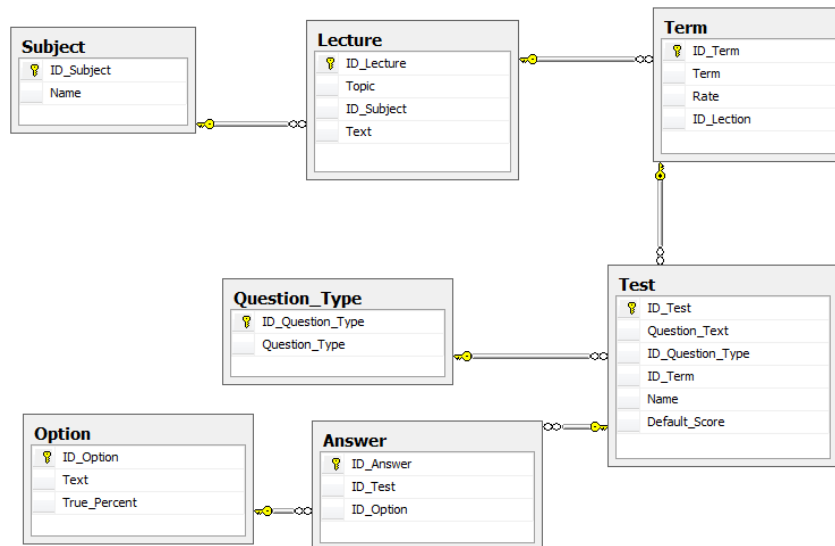 Subject
ID_Subject
Name
Lecture
ID_Lecture
Topic
ID_Subject
Text
Term
ID_Term
Term
Rate
ID_Lection
Question_Type
ID_Question_Type
Question_Type
Test
ID_Test
Question_Text
ID_Question_Type
ID_Term
Name
Default_Score
Option
ID_Option
Text
True_Percent
Answer
ID_Answer
ID_Test
ID_Option